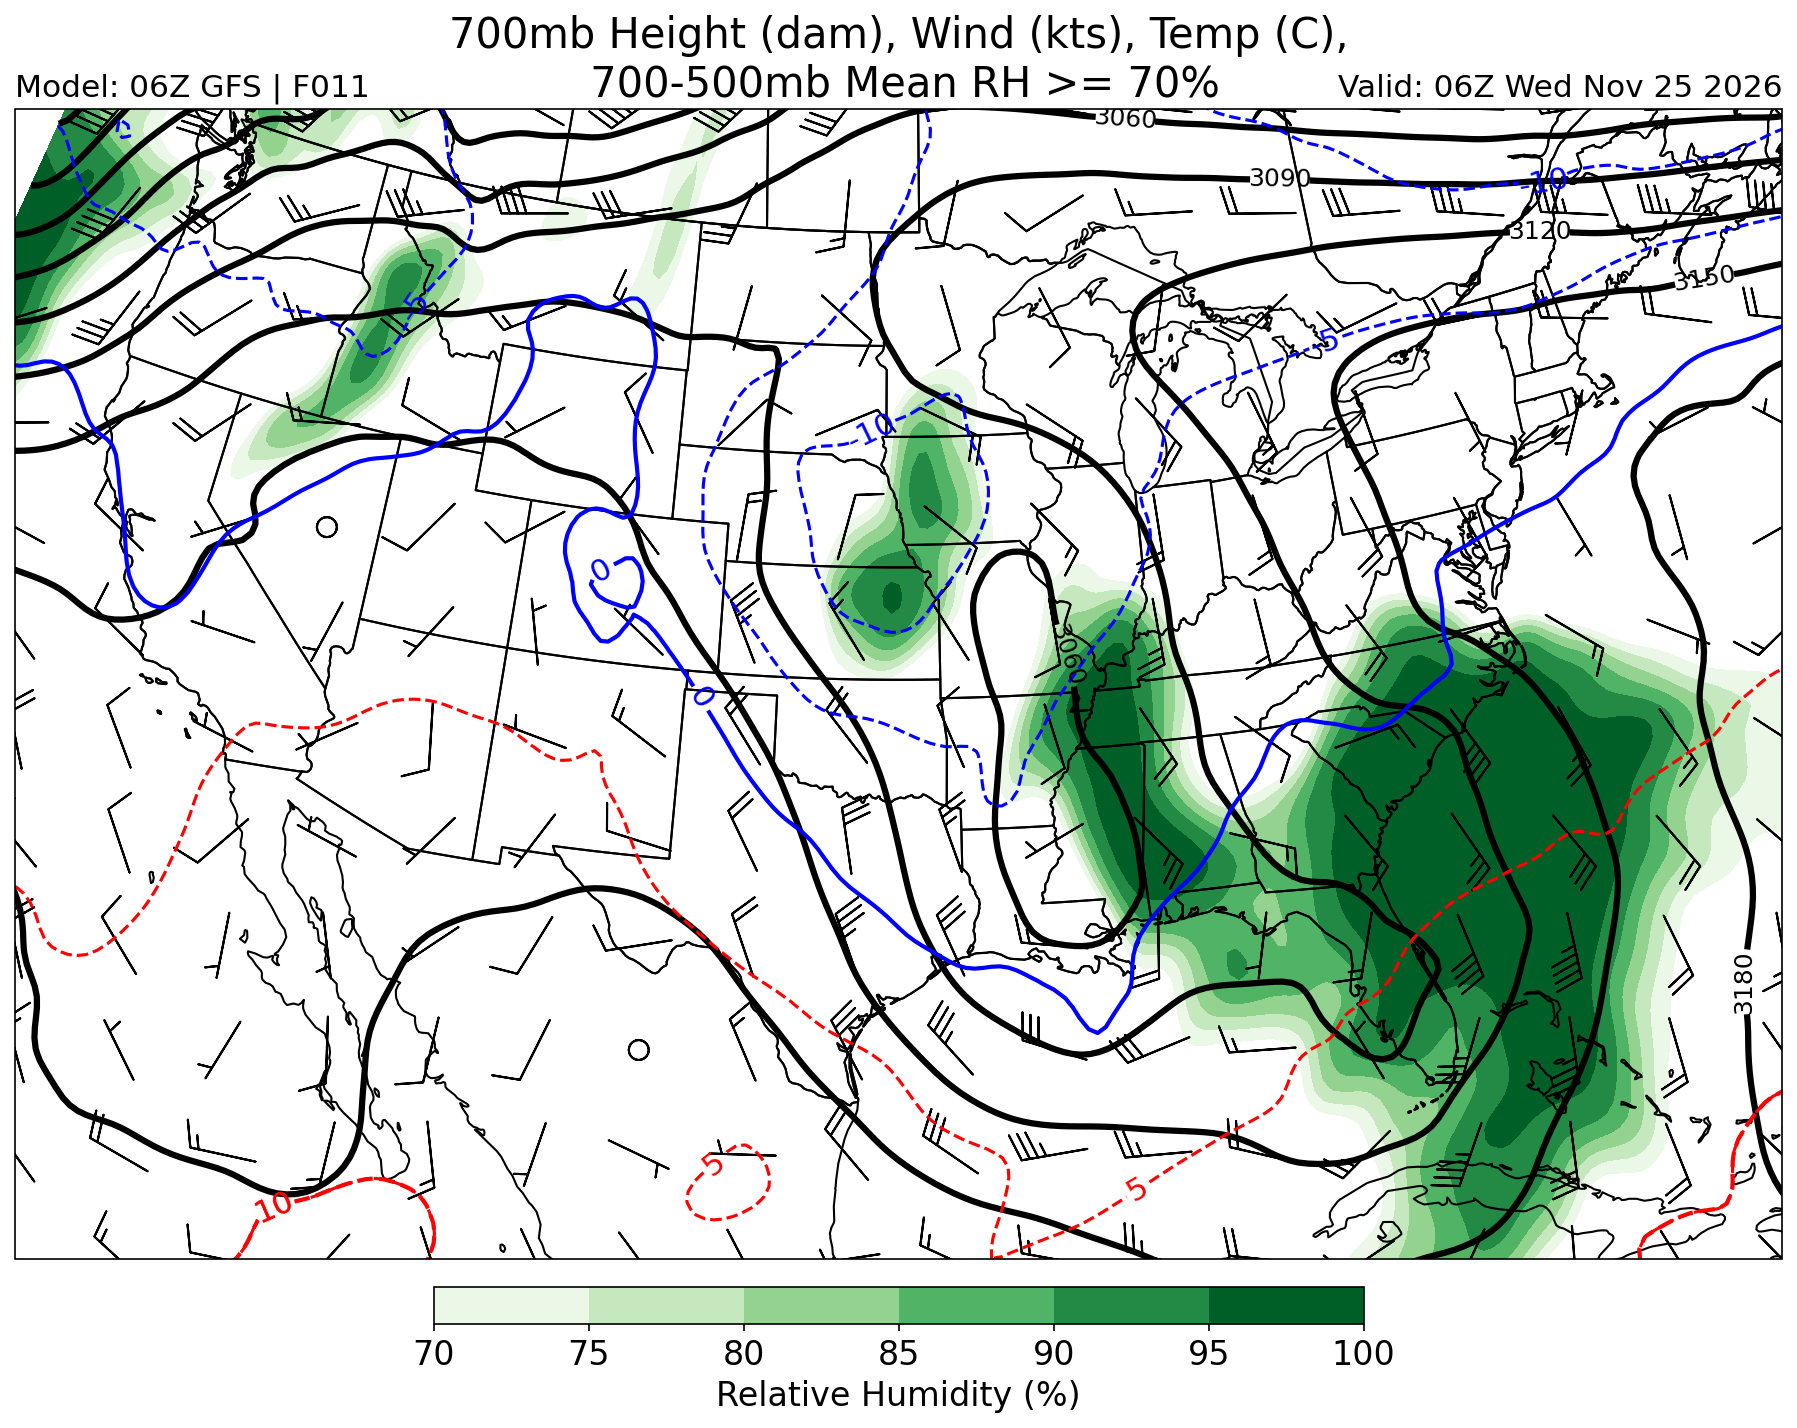 700mb Height (dam), Wind (kts), Temp (C),
Model: 06Z GFS | F011
700-500mb Mean RH >= 70%
Valid: 06Z Wed Nov 25 2026
3060
3090
-10
3120
3150
-5
-5
-10
0
3060
0
3180
5
5
10
70 75 80 85 90 95 100
Relative Humidity (%)